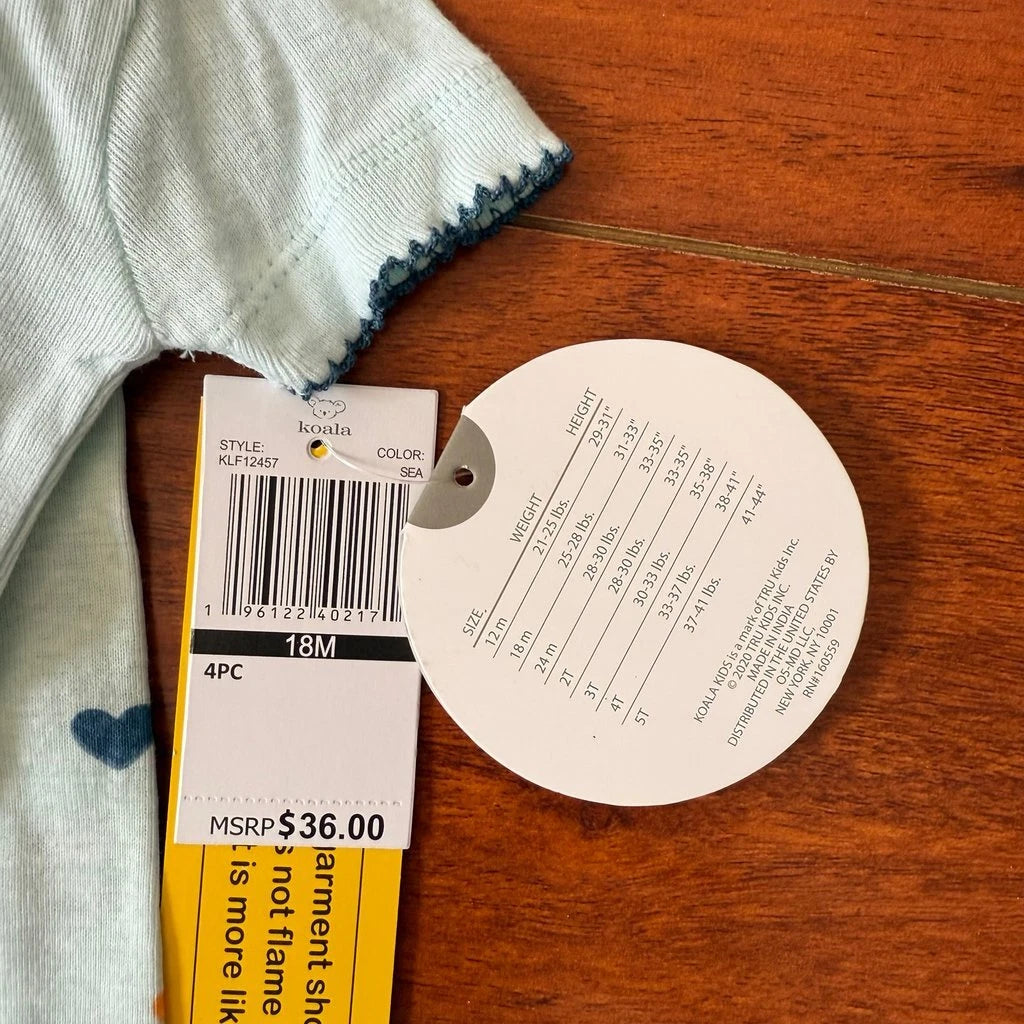 koala
STYLE:
KLF12457
COLOR:
SEA
1 96122 40217
18M
4PC
MSRP $36.00
garment sho
s not flame
t is more lik
SIZE WEIGHT HEIGHT
12 m 21-25 lbs. 29-31"
18 m 25-28 lbs. 31-33"
24 m 28-30 lbs. 33-35"
2T 28-30 lbs. 33-35"
3T 30-33 lbs. 35-38"
4T 33-37 lbs. 38-41"
5T 37-41 lbs. 41-44"
KOALA KIDS is a mark of TRU Kids Inc.
© 2020 TRU KIDS INC.
MADE IN INDIA
DISTRIBUTED IN THE UNITED STATES BY
O5-MD LLC,
NEW YORK, NY 10001
RN#160559